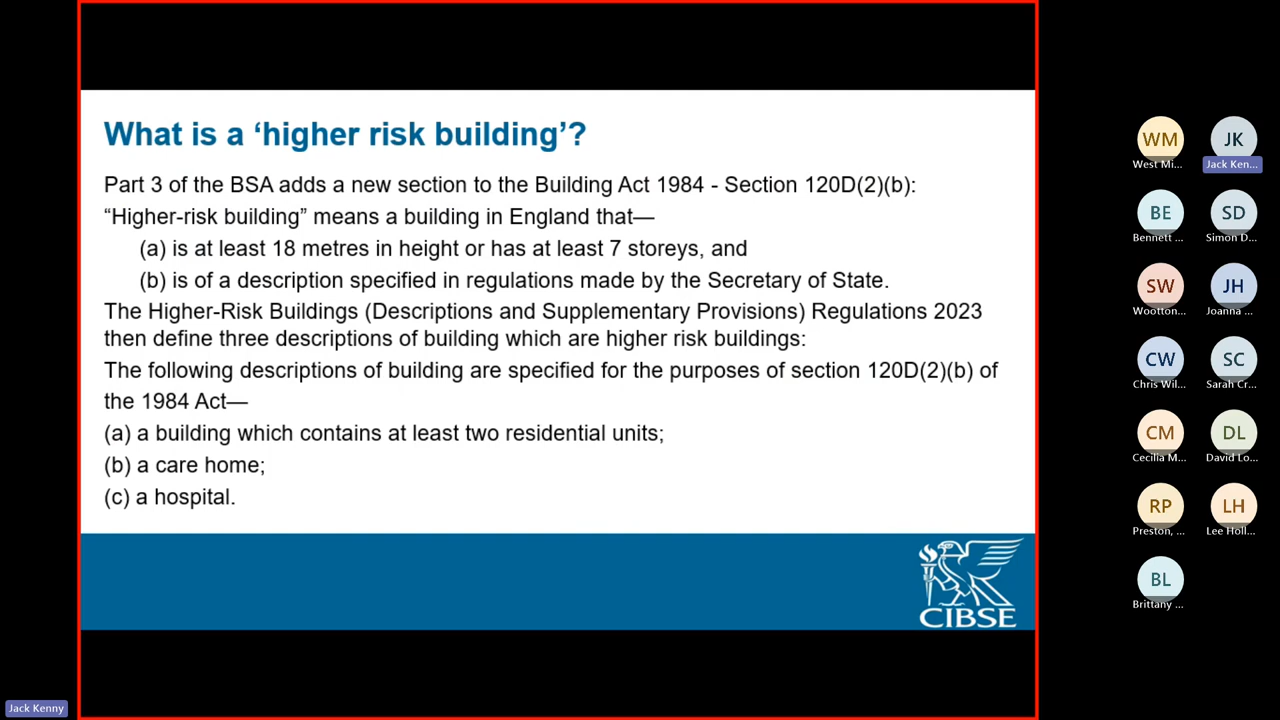 What is a ‘higher risk building’?
Part 3 of the BSA adds a new section to the Building Act 1984 - Section 120D(2)(b):
“Higher-risk building” means a building in England that—
(a) is at least 18 metres in height or has at least 7 storeys, and
(b) is of a description specified in regulations made by the Secretary of State.
The Higher-Risk Buildings (Descriptions and Supplementary Provisions) Regulations 2023
then define three descriptions of building which are higher risk buildings:
The following descriptions of building are specified for the purposes of section 120D(2)(b) of
the 1984 Act—
(a) a building which contains at least two residential units;
(b) a care home;
(c) a hospital.
CIBSE
WM
West Mi...
JK
Jack Ken...
BE
Bennett ...
SD
Simon D...
SW
Wootton...
JH
Joanna ...
CW
Chris Wil...
SC
Sarah Cr...
CM
Cecilia M...
DL
David Lo...
RP
Preston, ...
LH
Lee Holl...
BL
Brittany ...
Jack Kenny